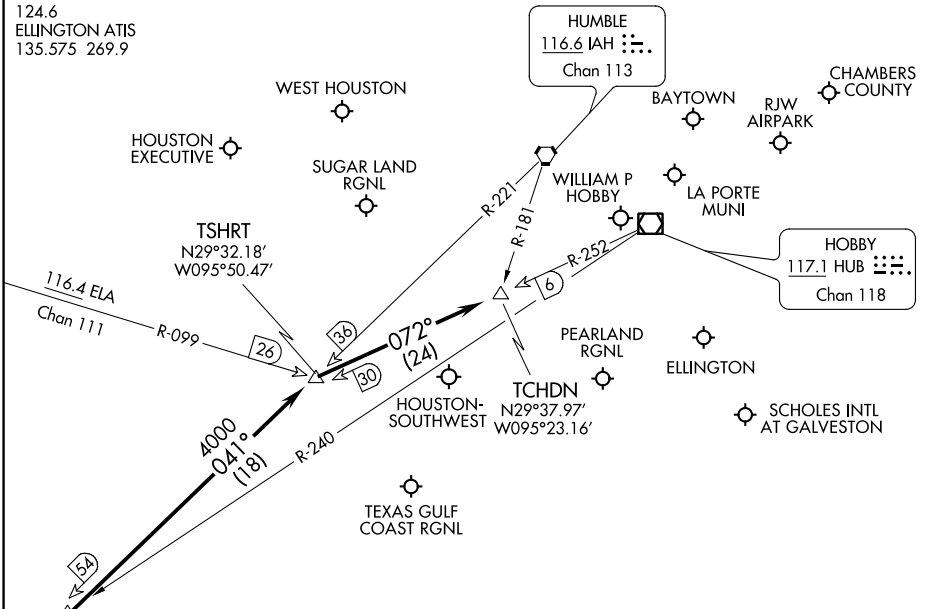 124.6
ELLINGTON ATIS
135.575 269.9
HUMBLE
116.6 IAH
Chan 113
CHAMBERS
COUNTY
WEST HOUSTON
BAYTOWN
RJW
AIRPARK
HOUSTON
EXECUTIVE
SUGAR LAND
RGNL
WILLIAM P
HOBBY
LA PORTE
MUNI
R-221
R-181
TSHRT
N29°32.18'
W095°50.47'
R-252
HOBBY
117.1 HUB
Chan 118
116.4 ELA
Chan 111
R-099
26
36
30
072°
(24)
6
PEARLAND
RGNL
ELLINGTON
HOUSTON-
SOUTHWEST
TCHDN
N29°37.97'
W095°23.16'
SCHOLES INTL
AT GALVESTON
4000
041°
(18)
R-240
TEXAS GULF
COAST RGNL
54